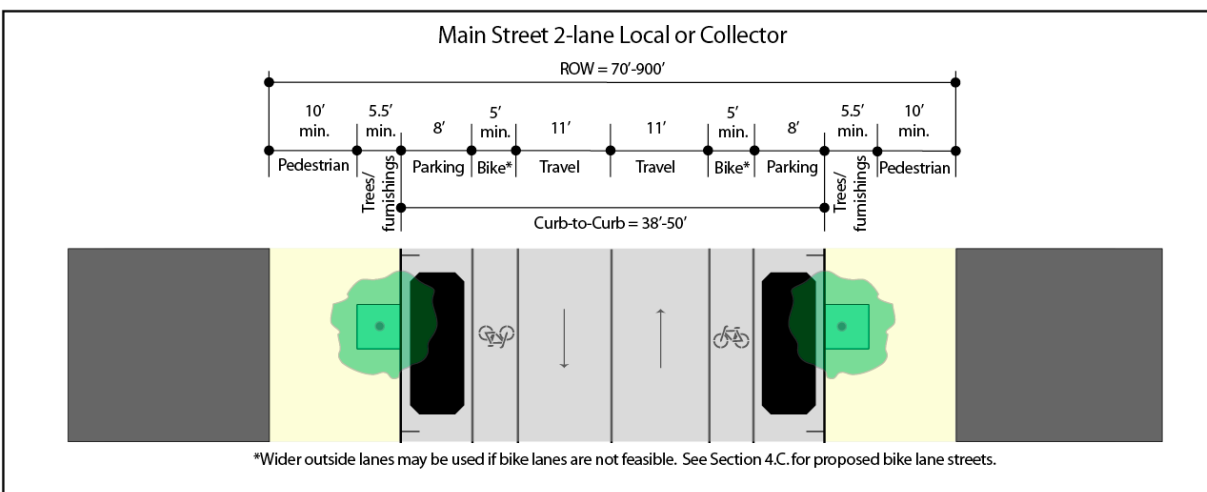 Main Street 2-lane Local or Collector
ROW = 70’-900’
10’ min.
5.5’ min.
8’
5’ min.
11’
11’
5’ min.
8’
5.5’ min.
10’ min.
Pedestrian
Trees/
furnishings
Parking
Bike*
Travel
Travel
Bike*
Parking
Trees/
furnishings
Pedestrian
Curb-to-Curb = 38’-50’
*Wider outside lanes may be used if bike lanes are not feasible. See Section 4.C. for proposed bike lane streets.